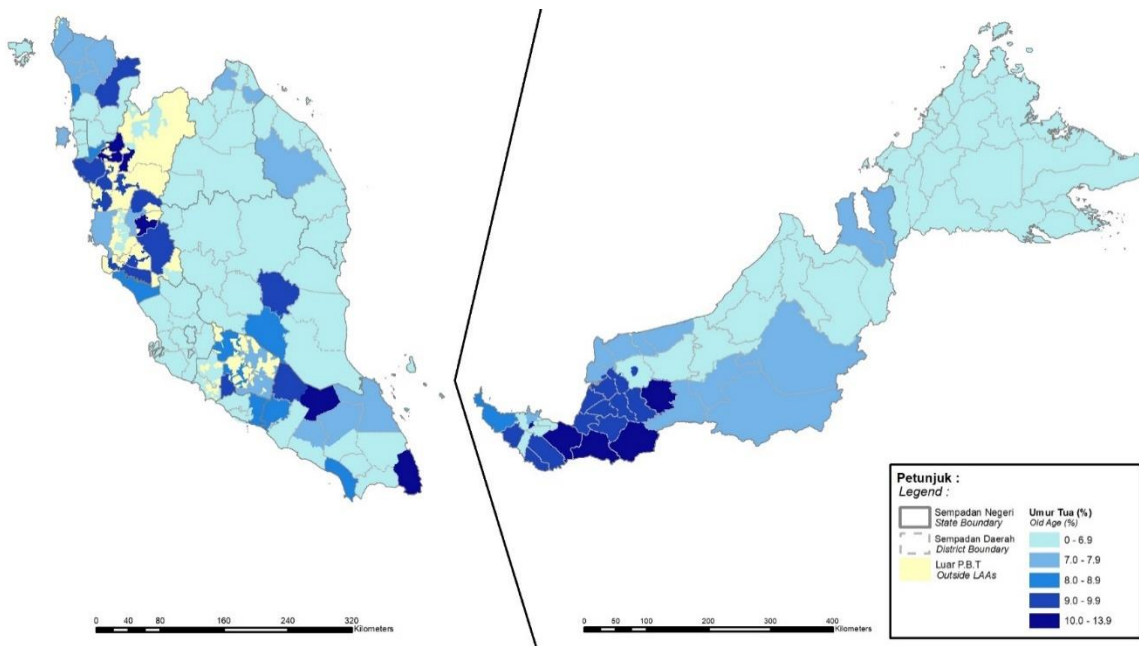 Petunjuk :
Legend :
Sempadan Negeri
State Boundary
Sempadan Daerah
District Boundary
Luar P.B.T
Outside LAAs
Umur Tua (%)
Old Age (%)
0 - 6.9
7.0 - 7.9
8.0 - 8.9
9.0 - 9.9
10.0 - 13.9
0 40 80 160 240 320
Kilometers
0 50 100 200 300 400
Kilometers